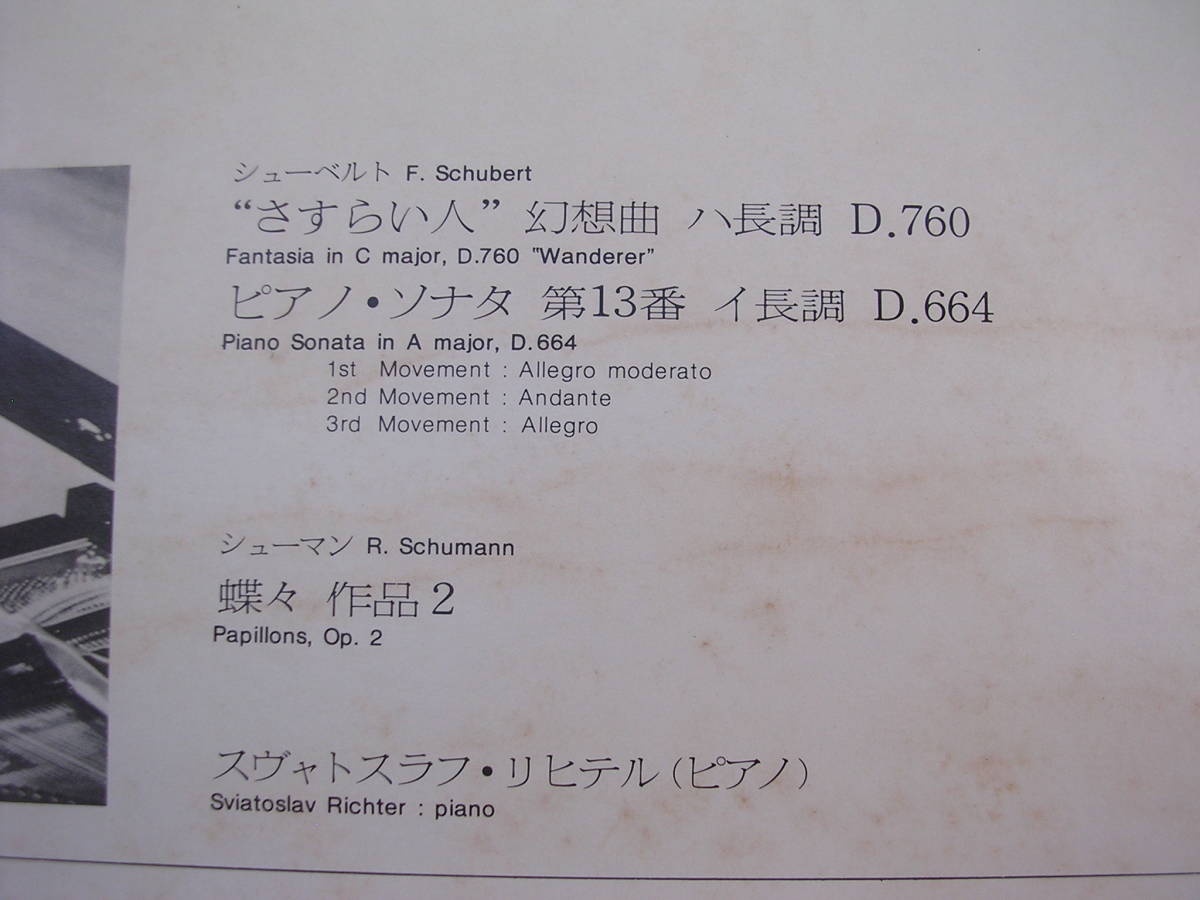 シューベルト F. Schubert
“さすらい人” 幻想曲 ハ長調 D.760
Fantasia in C major, D.760 "Wanderer"
ピアノ・ソナタ 第13番 イ長調 D.664
Piano Sonata in A major, D.664
1st Movement : Allegro moderato
2nd Movement : Andante
3rd Movement : Allegro
シューマン R. Schumann
蝶々 作品2
Papillons, Op. 2
スヴャトスラフ・リヒテル(ピアノ)
Sviatoslav Richter : piano